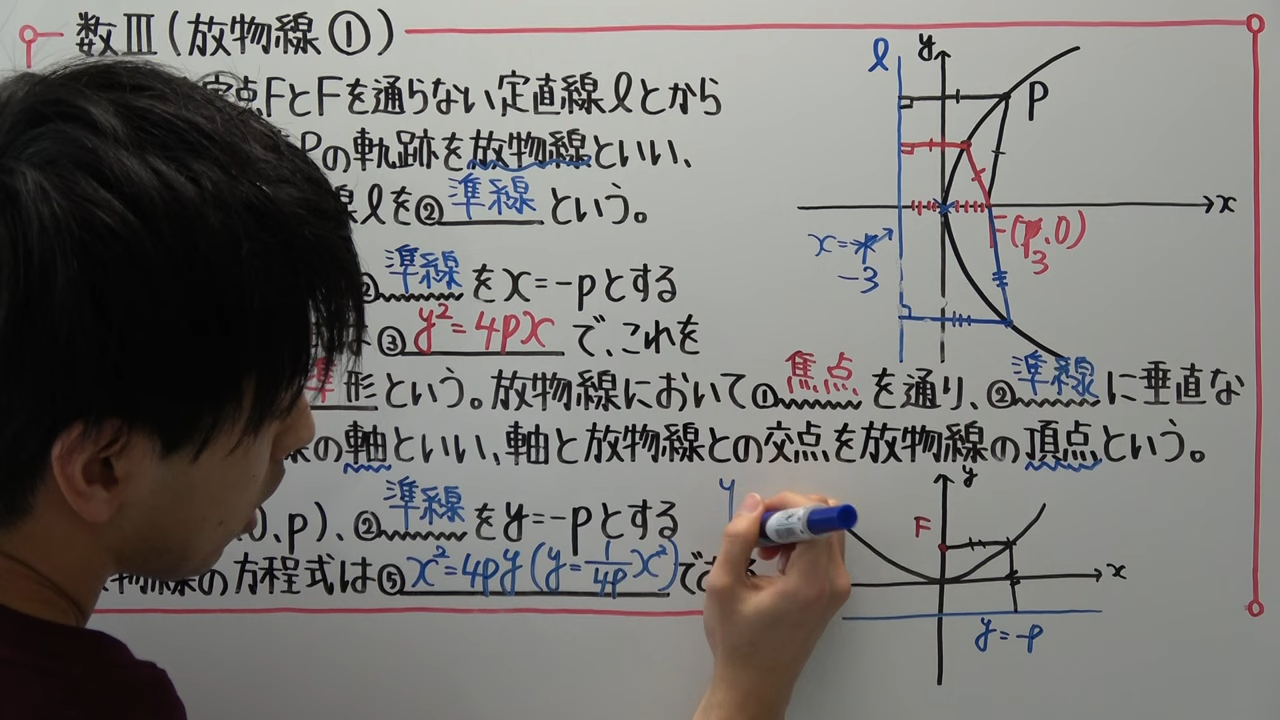 数Ⅲ(放物線①)
定点FとFを通らない定直線lとから
Pの軌跡を放物線といい、
線lを②準線という。
②準線をx=-pとする
は③y²=4pxで、これを
準形という。放物線において①焦点を通り、②準線に垂直な
の軸といい、軸と放物線との交点を放物線の頂点という。
0,p)、②準線をy=-pとする
物線の方程式は⑤x²=4py(y=1/4p x²)で
l
y
P
x
F(p,0)
3
x=-p
-3
y
y
F
x
y=-p